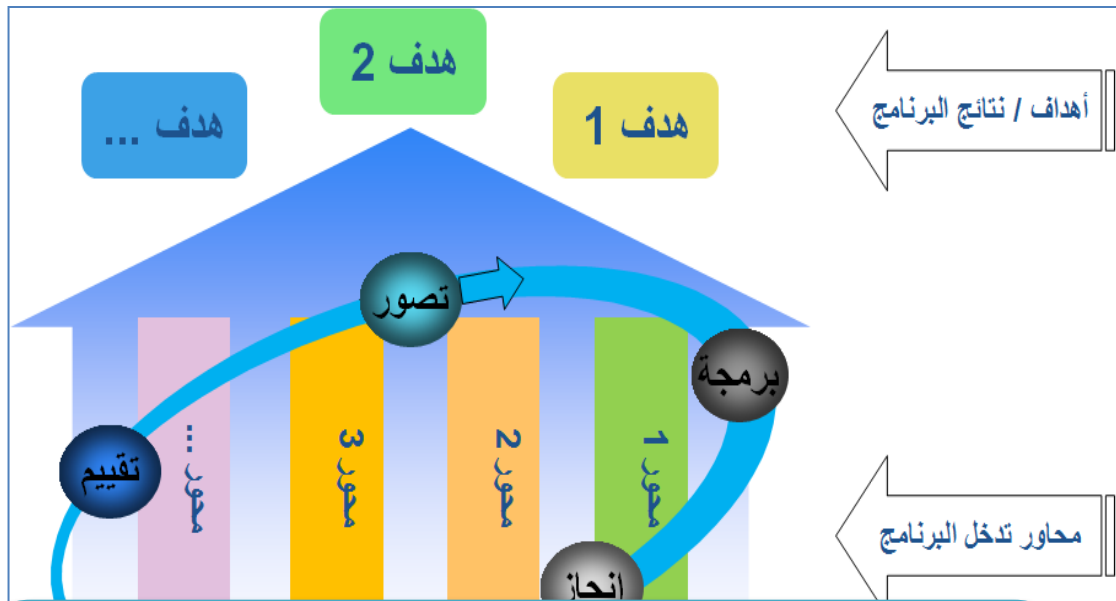 هدف 2
هدف 1
هدف ...
أهداف / نتائج البرنامج
تصور
برمجة
محور 1
محور 2
محور 3
محور ...
تقييم
محاور تدخل البرنامج
إنجاز